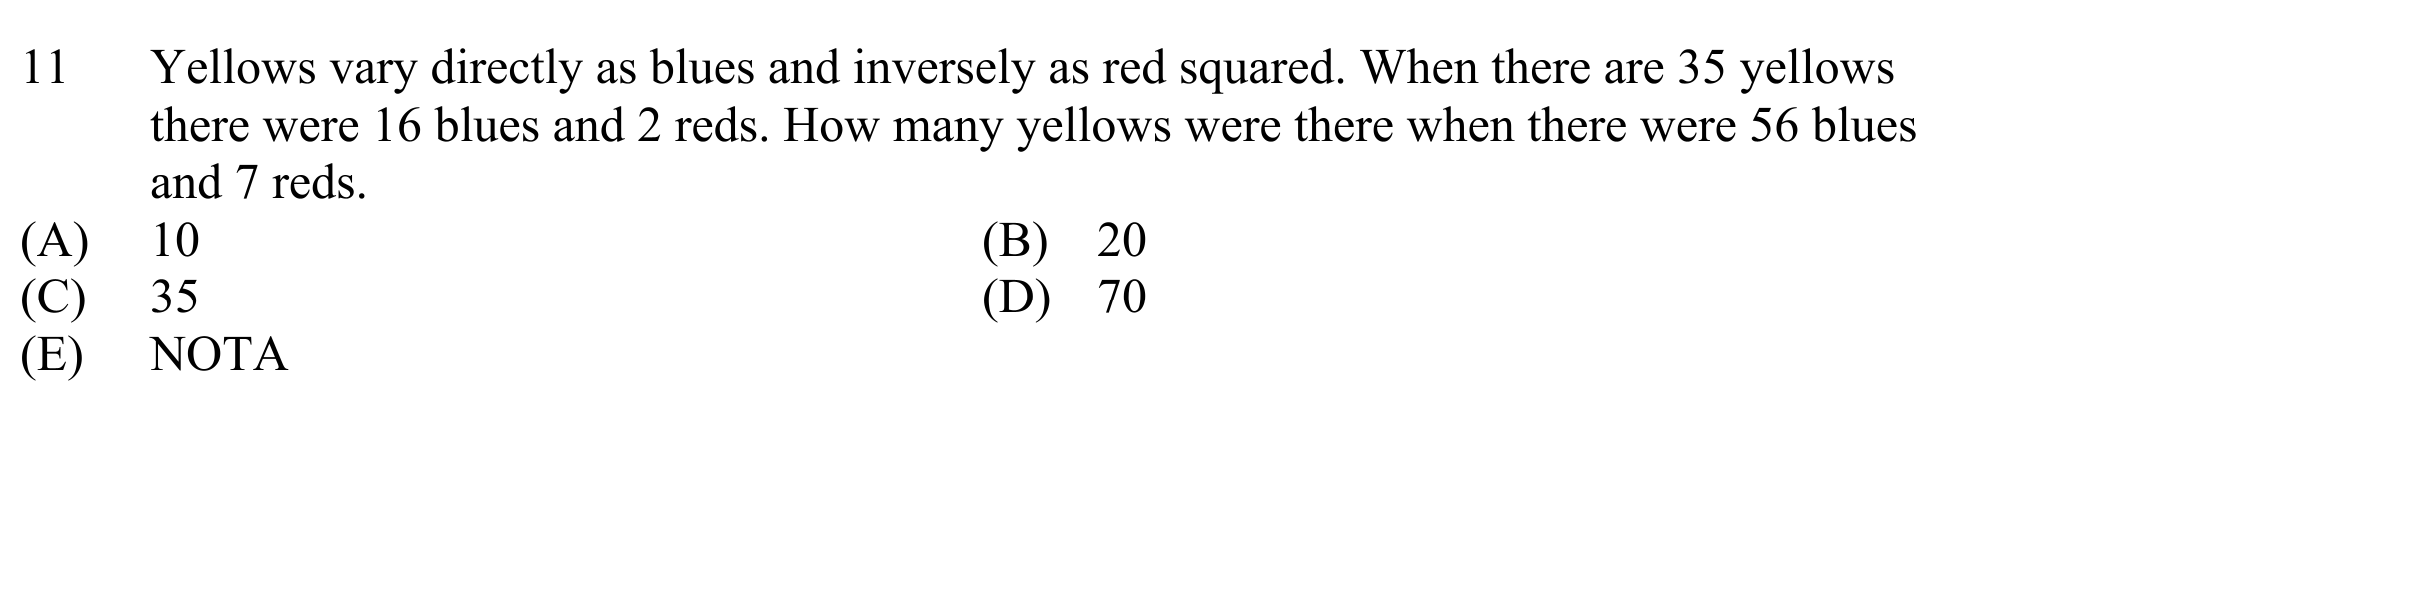 11 Yellows vary directly as blues and inversely as red squared. When there are 35 yellows
there were 16 blues and 2 reds. How many yellows were there when there were 56 blues
and 7 reds.
(A) 10 (B) 20
(C) 35 (D) 70
(E) NOTA